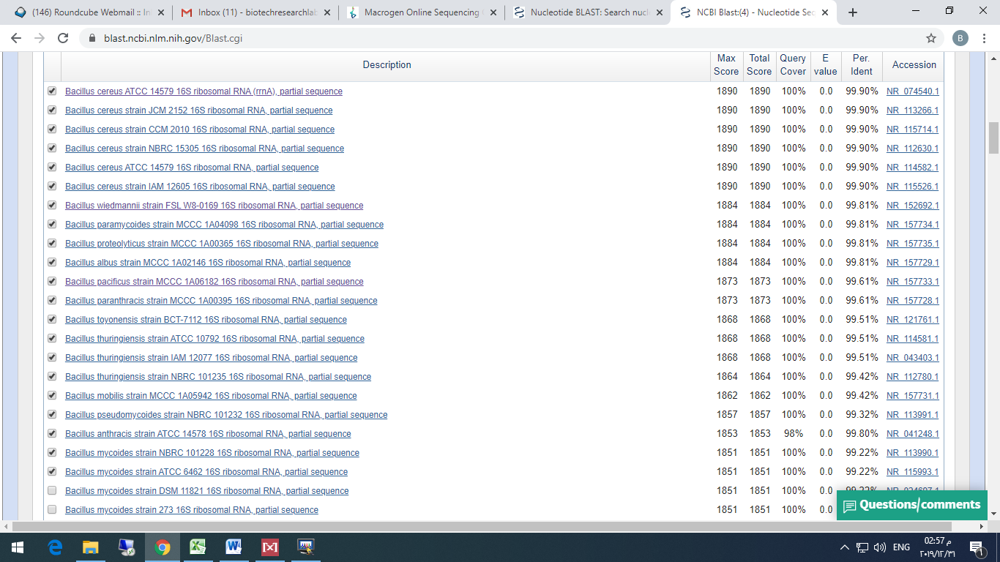 (146) Roundcube Webmail :: In
Inbox (11) - biotechresearchlab
Macrogen Online Sequencing
Nucleotide BLAST: Search nucl
NCBI Blast:(4) - Nucleotide Sec
blast.ncbi.nlm.nih.gov/Blast.cgi
B
Description Max Score Total Score Query Cover E value Per. Ident Accession
Bacillus cereus ATCC 14579 16S ribosomal RNA (rrnA), partial sequence 1890 1890 100% 0.0 99.90% NR_074540.1
Bacillus cereus strain JCM 2152 16S ribosomal RNA, partial sequence 1890 1890 100% 0.0 99.90% NR_113266.1
Bacillus cereus strain CCM 2010 16S ribosomal RNA, partial sequence 1890 1890 100% 0.0 99.90% NR_115714.1
Bacillus cereus strain NBRC 15305 16S ribosomal RNA, partial sequence 1890 1890 100% 0.0 99.90% NR_112630.1
Bacillus cereus ATCC 14579 16S ribosomal RNA, partial sequence 1890 1890 100% 0.0 99.90% NR_114582.1
Bacillus cereus strain IAM 12605 16S ribosomal RNA, partial sequence 1890 1890 100% 0.0 99.90% NR_115526.1
Bacillus wiedmannii strain FSL W8-0169 16S ribosomal RNA, partial sequence 1884 1884 100% 0.0 99.81% NR_152692.1
Bacillus paramycoides strain MCCC 1A04098 16S ribosomal RNA, partial sequence 1884 1884 100% 0.0 99.81% NR_157734.1
Bacillus proteolyticus strain MCCC 1A00365 16S ribosomal RNA, partial sequence 1884 1884 100% 0.0 99.81% NR_157735.1
Bacillus albus strain MCCC 1A02146 16S ribosomal RNA, partial sequence 1884 1884 100% 0.0 99.81% NR_157729.1
Bacillus pacificus strain MCCC 1A06182 16S ribosomal RNA, partial sequence 1873 1873 100% 0.0 99.61% NR_157733.1
Bacillus paranthracis strain MCCC 1A00395 16S ribosomal RNA, partial sequence 1873 1873 100% 0.0 99.61% NR_157728.1
Bacillus toyonensis strain BCT-7112 16S ribosomal RNA, partial sequence 1868 1868 100% 0.0 99.51% NR_121761.1
Bacillus thuringiensis strain ATCC 10792 16S ribosomal RNA, partial sequence 1868 1868 100% 0.0 99.51% NR_114581.1
Bacillus thuringiensis strain IAM 12077 16S ribosomal RNA, partial sequence 1868 1868 100% 0.0 99.51% NR_043403.1
Bacillus thuringiensis strain NBRC 101235 16S ribosomal RNA, partial sequence 1864 1864 100% 0.0 99.42% NR_112780.1
Bacillus mobilis strain MCCC 1A05942 16S ribosomal RNA, partial sequence 1862 1862 100% 0.0 99.42% NR_157731.1
Bacillus pseudomycoides strain NBRC 101232 16S ribosomal RNA, partial sequence 1857 1857 100% 0.0 99.32% NR_113991.1
Bacillus anthracis strain ATCC 14578 16S ribosomal RNA, partial sequence 1853 1853 98% 0.0 99.80% NR_041248.1
Bacillus mycoides strain NBRC 101228 16S ribosomal RNA, partial sequence 1851 1851 100% 0.0 99.22% NR_113990.1
Bacillus mycoides strain ATCC 6462 16S ribosomal RNA, partial sequence 1851 1851 100% 0.0 99.22% NR_115993.1
Bacillus mycoides strain DSM 11821 16S ribosomal RNA, partial sequence 1851 1851 100% 0.0
Bacillus mycoides strain 273 16S ribosomal RNA, partial sequence 1851 1851 100% 0.0
Questions/comments
ENG
02:57 م
٢٠١٩/١٢/٣١
1